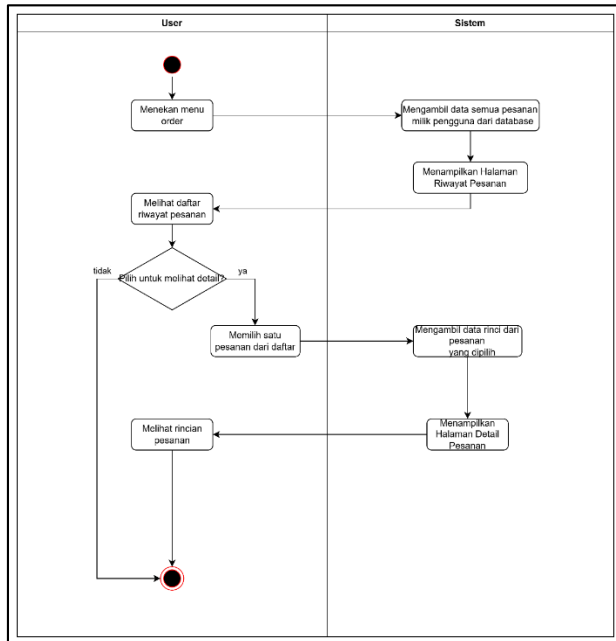 User
Sistem
Menekan menu
order
Mengambil data semua pesanan
milik pengguna dari database
Menampilkan Halaman
Riwayat Pesanan
Melihat daftar
riwayat pesanan
tidak
Pilih untuk melihat detail?
ya
Memilih satu
pesanan dari daftar
Mengambil data rinci dari
pesanan
yang dipilih
Melihat rincian
pesanan
Menampilkan
Halaman Detail
Pesanan